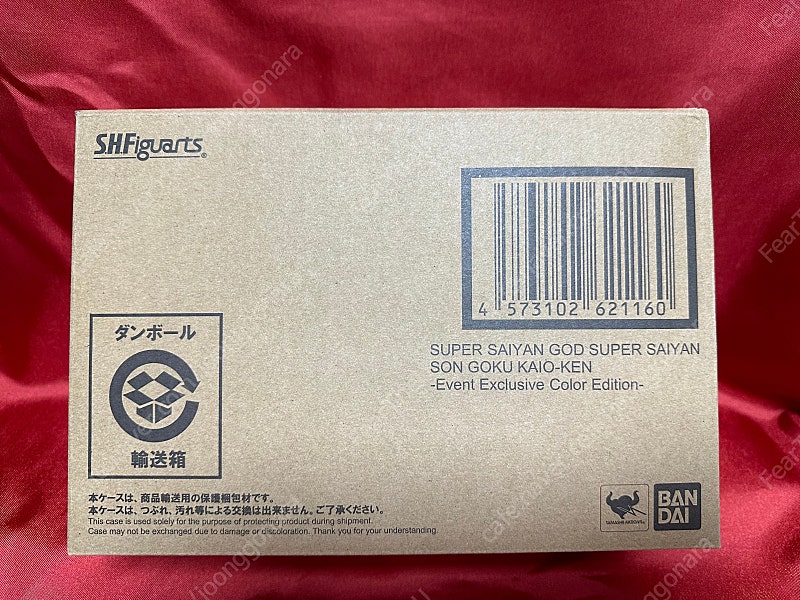 S.H.Figuarts®
4 573102 621160
SUPER SAIYAN GOD SUPER SAIYAN
SON GOKU KAIO-KEN
-Event Exclusive Color Edition-
ダンボール
輸送箱
本ケースは、商品輸送用の保護梱包材です。
本ケースは、つぶれ、汚れ等による交換は出来ません。ご了承ください。
This case is used solely for the purpose of protecting product during shipment.
Case may not be exchanged due to damage or discoloration. Thank you for your understanding.
TAMASHII NATIONS
BAN
DAI